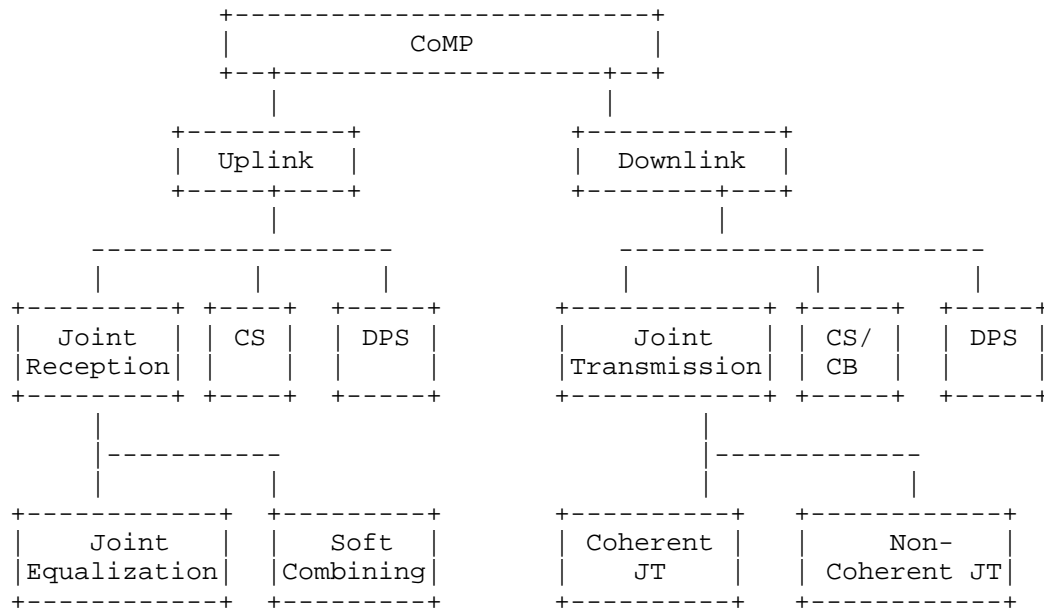 CoMP
Uplink Downlink
Joint CS DPS Joint CS/ DPS
Reception Transmission CB
Joint Soft Coherent Non-
Equalization Combining JT Coherent JT